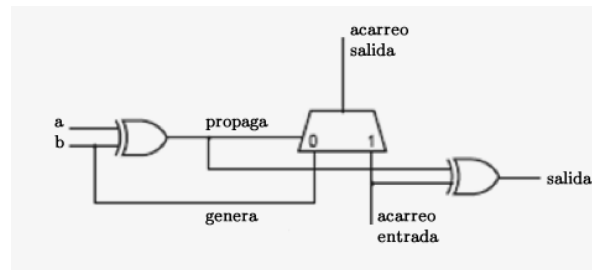 acarreo
salida
a
propaga
b
0 1
salida
genera
acarreo
entrada